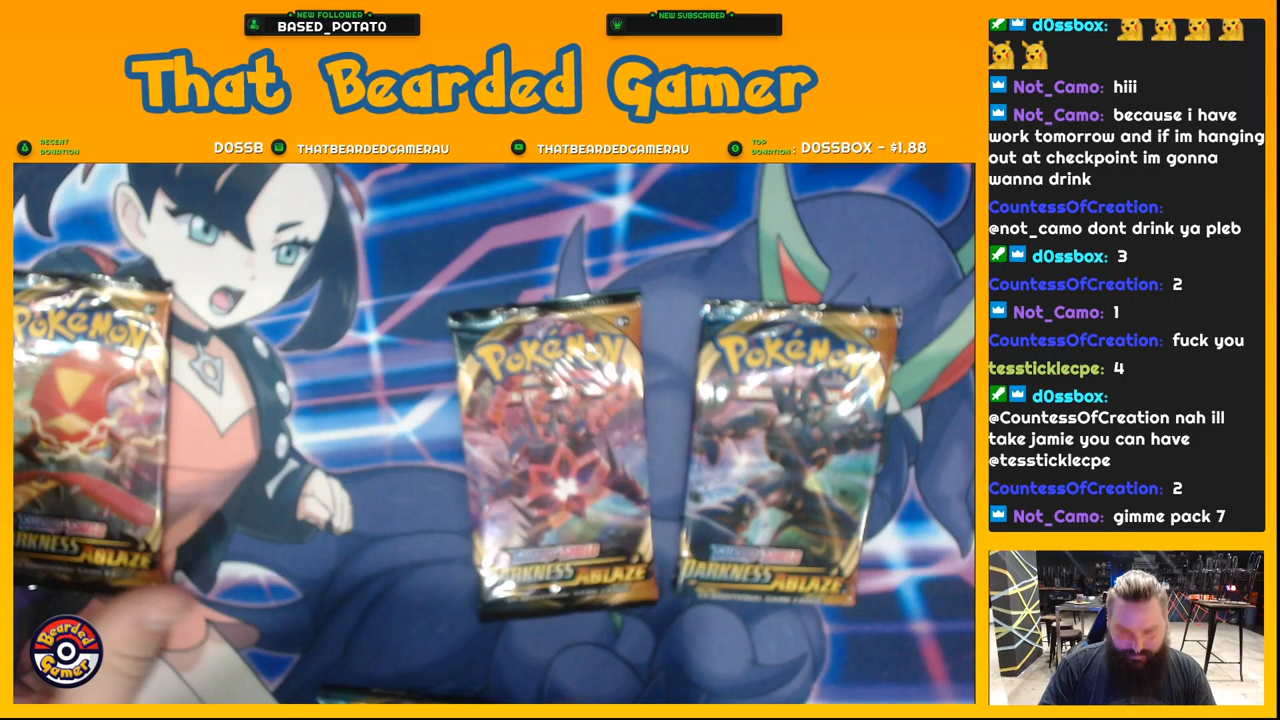 NEW FOLLOWER
BASED_POTATO
NEW SUBSCRIBER
That Bearded Gamer
RECENT DONATION
D0SSB
THATBEARDEDGAMERAU
THATBEARDEDGAMERAU
TOP DONATION
: D0SSBOX - $1.88
d0ssbox:
Not_Camo: hiii
Not_Camo: because i have
work tomorrow and if im hanging
out at checkpoint im gonna
wanna drink
CountessOfCreation:
@not_camo dont drink ya pleb
d0ssbox: 3
CountessOfCreation: 2
Not_Camo: 1
CountessOfCreation: fuck you
tessticklecpe: 4
d0ssbox:
@CountessOfCreation nah ill
take jamie you can have
@tessticklecpe
CountessOfCreation: 2
Not_Camo: gimme pack 7
POKéMON
DARKNESS ABLAZE
POKéMON
DARKNESS ABLAZE
POKéMON
DARKNESS ABLAZE
Bearded
Gamer